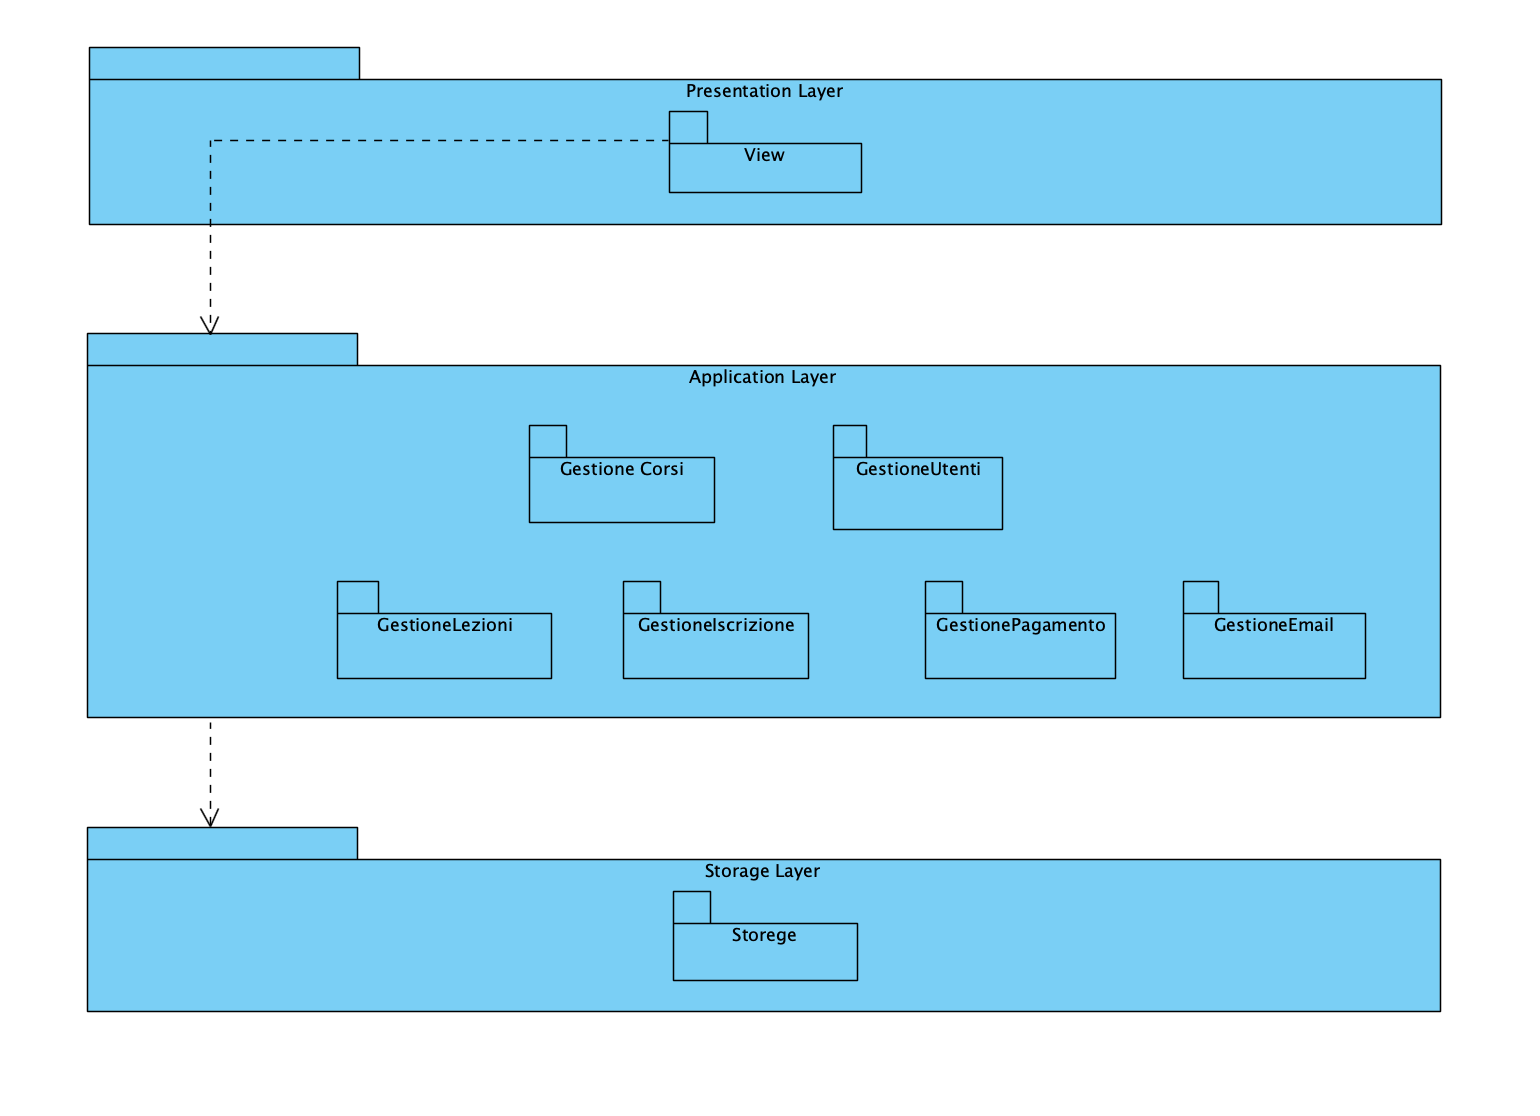 Presentation Layer
View
Application Layer
Gestione Corsi
GestioneUtenti
GestioneLezioni
GestioneIscrizione
GestionePagamento
GestioneEmail
Storage Layer
Storege